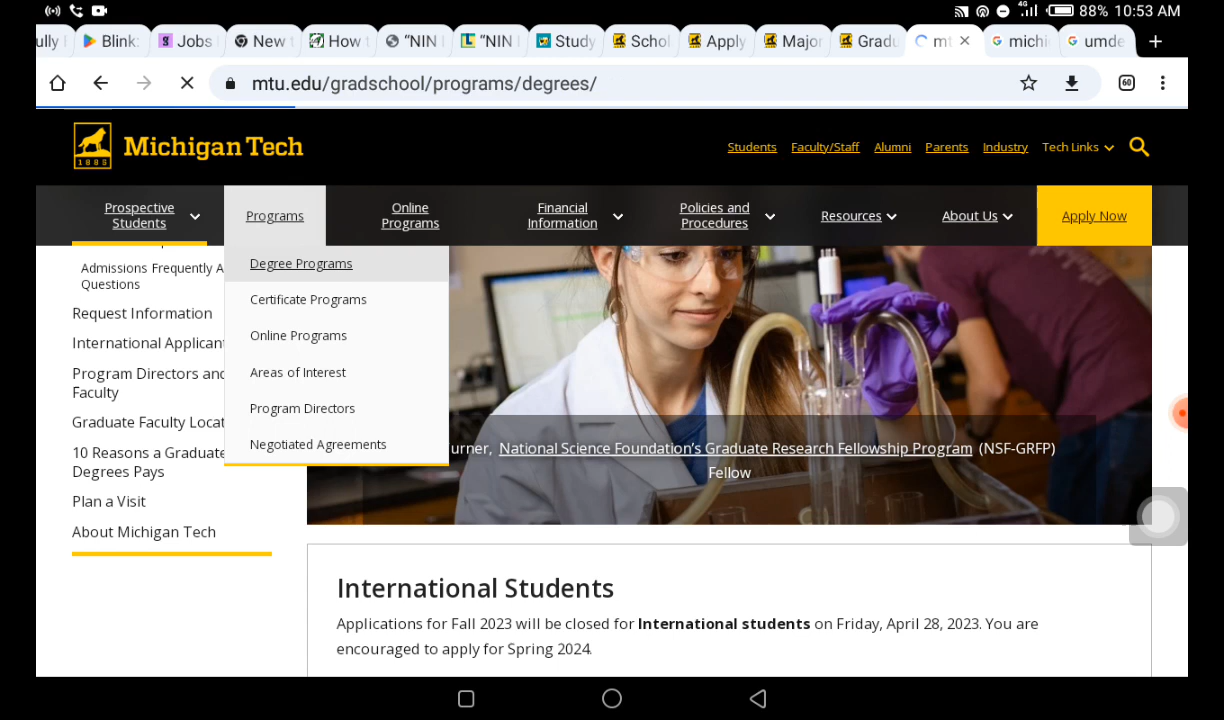 88% 10:53 AM
ully
Blink:
Jobs
New
How
"NIN
"NIN
Study
Schol
Apply
Major
Gradu
mt
michi
umde
mtu.edu/gradschool/programs/degrees/
60
Michigan Tech
1885
Students Faculty/Staff Alumni Parents Industry Tech Links
Prospective Students
Programs
Online Programs
Financial Information
Policies and Procedures
Resources
About Us
Apply Now
Degree Programs
Certificate Programs
Online Programs
Areas of Interest
Program Directors
Negotiated Agreements
Admissions Frequently A
Questions
Request Information
International Applican
Program Directors and
Faculty
Graduate Faculty Locat
10 Reasons a Graduate
Degrees Pays
Plan a Visit
About Michigan Tech
urner, National Science Foundation's Graduate Research Fellowship Program (NSF-GRFP)
Fellow
International Students
Applications for Fall 2023 will be closed for International students on Friday, April 28, 2023. You are
encouraged to apply for Spring 2024.